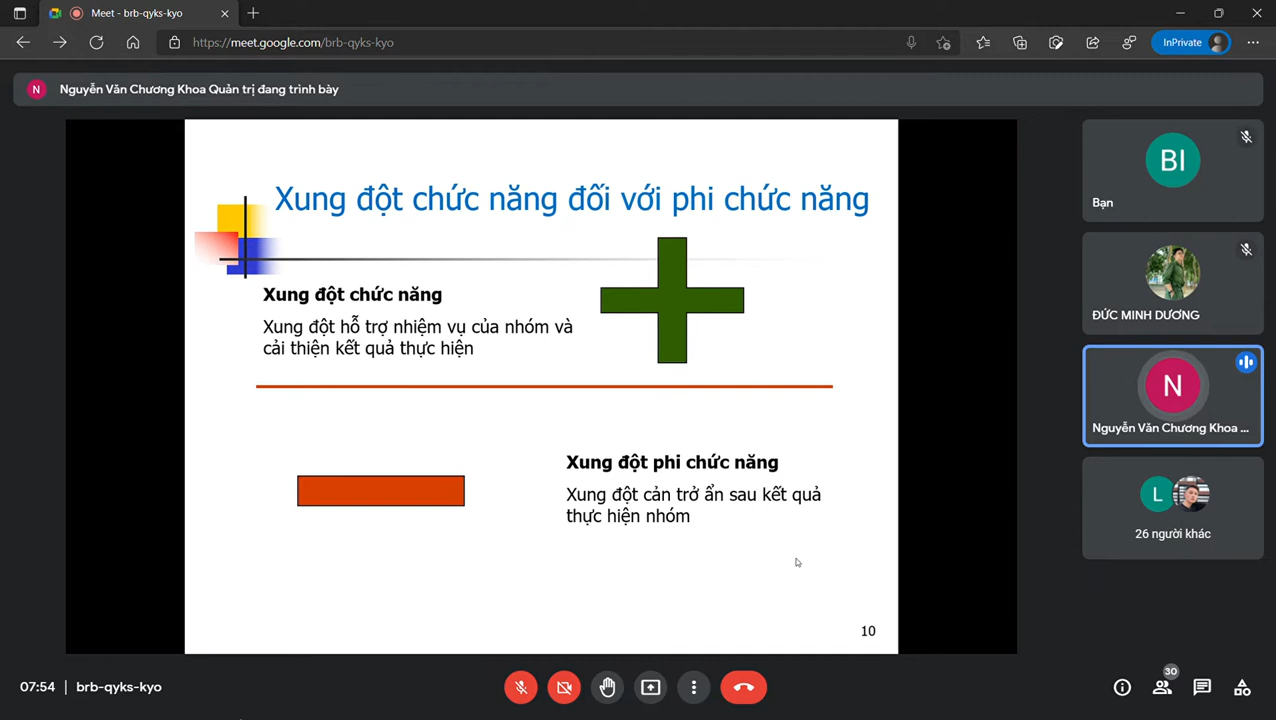 Meet - brb-qyks-kyo
https://meet.google.com/brb-qyks-kyo
InPrivate
N
Nguyễn Văn Chương Khoa Quản trị đang trình bày
Xung đột chức năng đối với phi chức năng
Xung đột chức năng
Xung đột hỗ trợ nhiệm vụ của nhóm và
cải thiện kết quả thực hiện
Xung đột phi chức năng
Xung đột cản trở ẩn sau kết quả
thực hiện nhóm
10
BI
Bạn
ĐỨC MINH DƯƠNG
N
Nguyễn Văn Chương Khoa ...
L
26 người khác
07:54 | brb-qyks-kyo
30